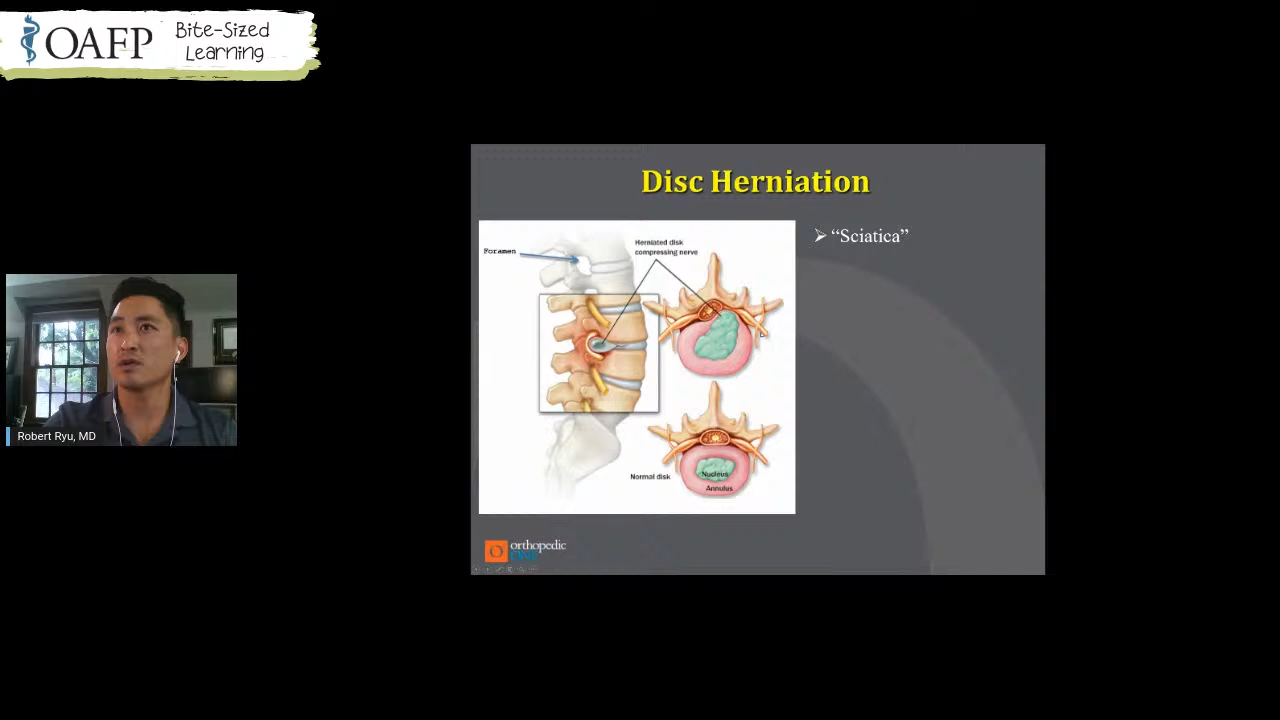 OAFP
Bite-Sized
Learning
Disc Herniation
Foramen
Herniated disk
compressing nerve
➢ “Sciatica”
Normal disk
Nucleus
Annulus
Robert Ryu, MD
orthopedic